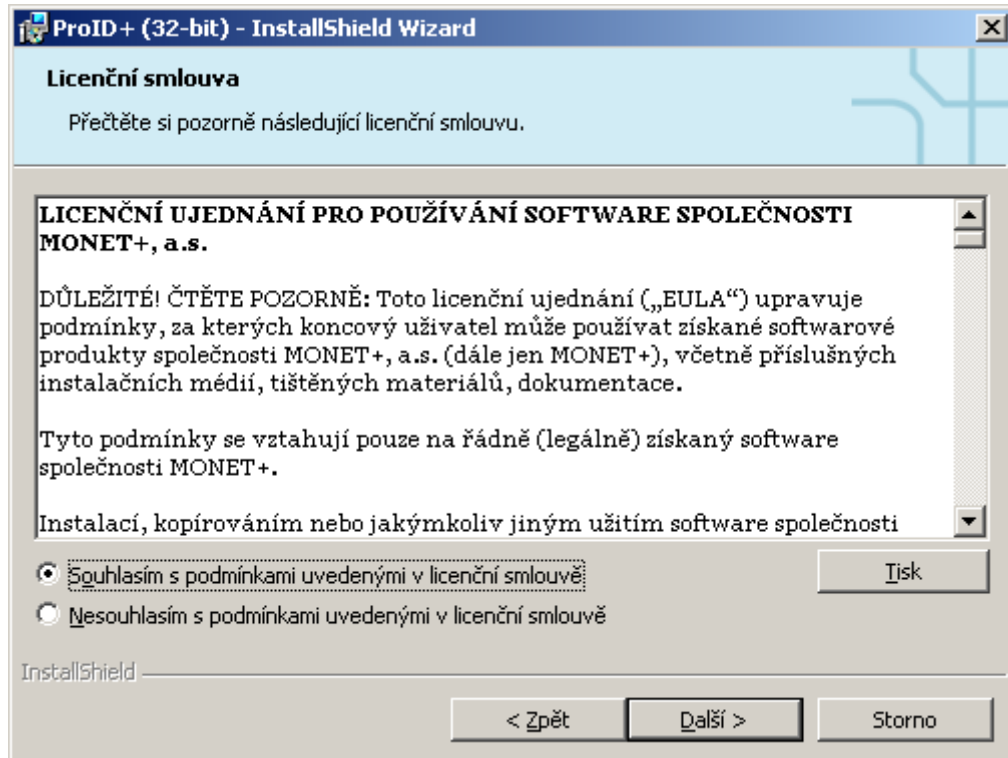 ProID+ (32-bit) - InstallShield Wizard
Licenční smlouva
Přečtěte si pozorně následující licenční smlouvu.
LICENČNÍ UJEDNÁNÍ PRO POUŽÍVÁNÍ SOFTWARE SPOLEČNOSTI
MONET+, a.s.
DŮLEŽITÉ! ČTĚTE POZORNĚ: Toto licenční ujednání („EULA“) upravuje
podmínky, za kterých koncový uživatel může používat získané softwarové
produkty společnosti MONET+, a.s. (dále jen MONET+), včetně příslušných
instalačních médií, tištěných materiálů, dokumentace.
Tyto podmínky se vztahují pouze na řádně (legálně) získaný software
společnosti MONET+.
Instalací, kopírováním nebo jakýmkoliv jiným užitím software společnosti
Souhlasím s podmínkami uvedenými v licenční smlouvě
Tisk
Nesouhlasím s podmínkami uvedenými v licenční smlouvě
InstallShield
< Zpět
Další >
Storno